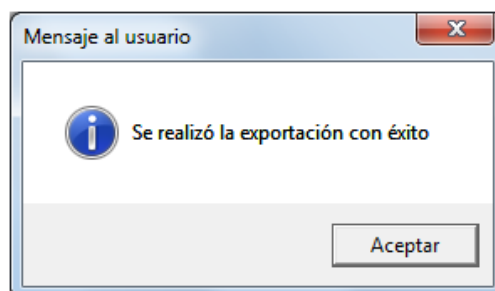 Mensaje al usuario
Se realizó la exportación con éxito
Aceptar